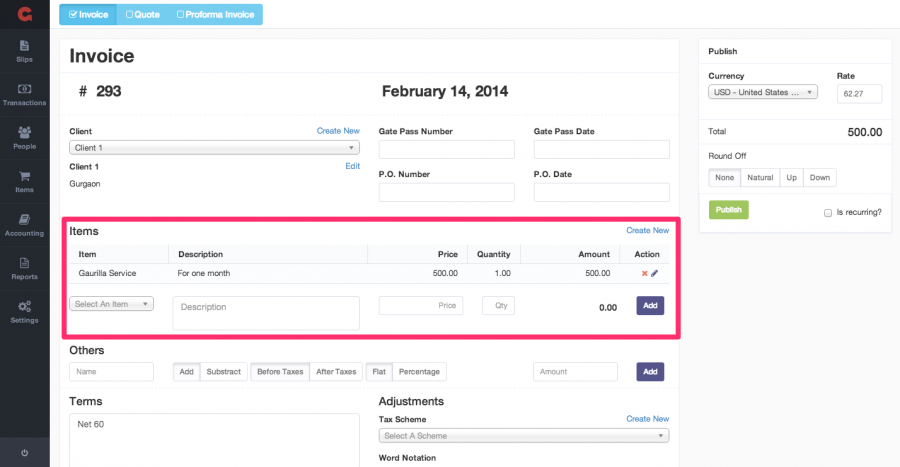 Invoice Quote Proforma Invoice
Slips
Transactions
People
Items
Accounting
Reports
Settings
Invoice
# 293 February 14, 2014
Client Create New
Client 1
Client 1 Edit
Gurgaon
Gate Pass Number Gate Pass Date
P.O. Number P.O. Date
Items Create New
Item Description Price Quantity Amount Action
Gaurilla Service For one month 500.00 1.00 500.00
Select An Item Description Price Qty 0.00 Add
Others
Name Add Substract Before Taxes After Taxes Flat Percentage Amount Add
Terms
Net 60
Adjustments
Tax Scheme Create New
Select A Scheme
Word Notation
Publish
Currency Rate
USD - United States ... 62.27
Total 500.00
Round Off
None Natural Up Down
Publish Is recurring?